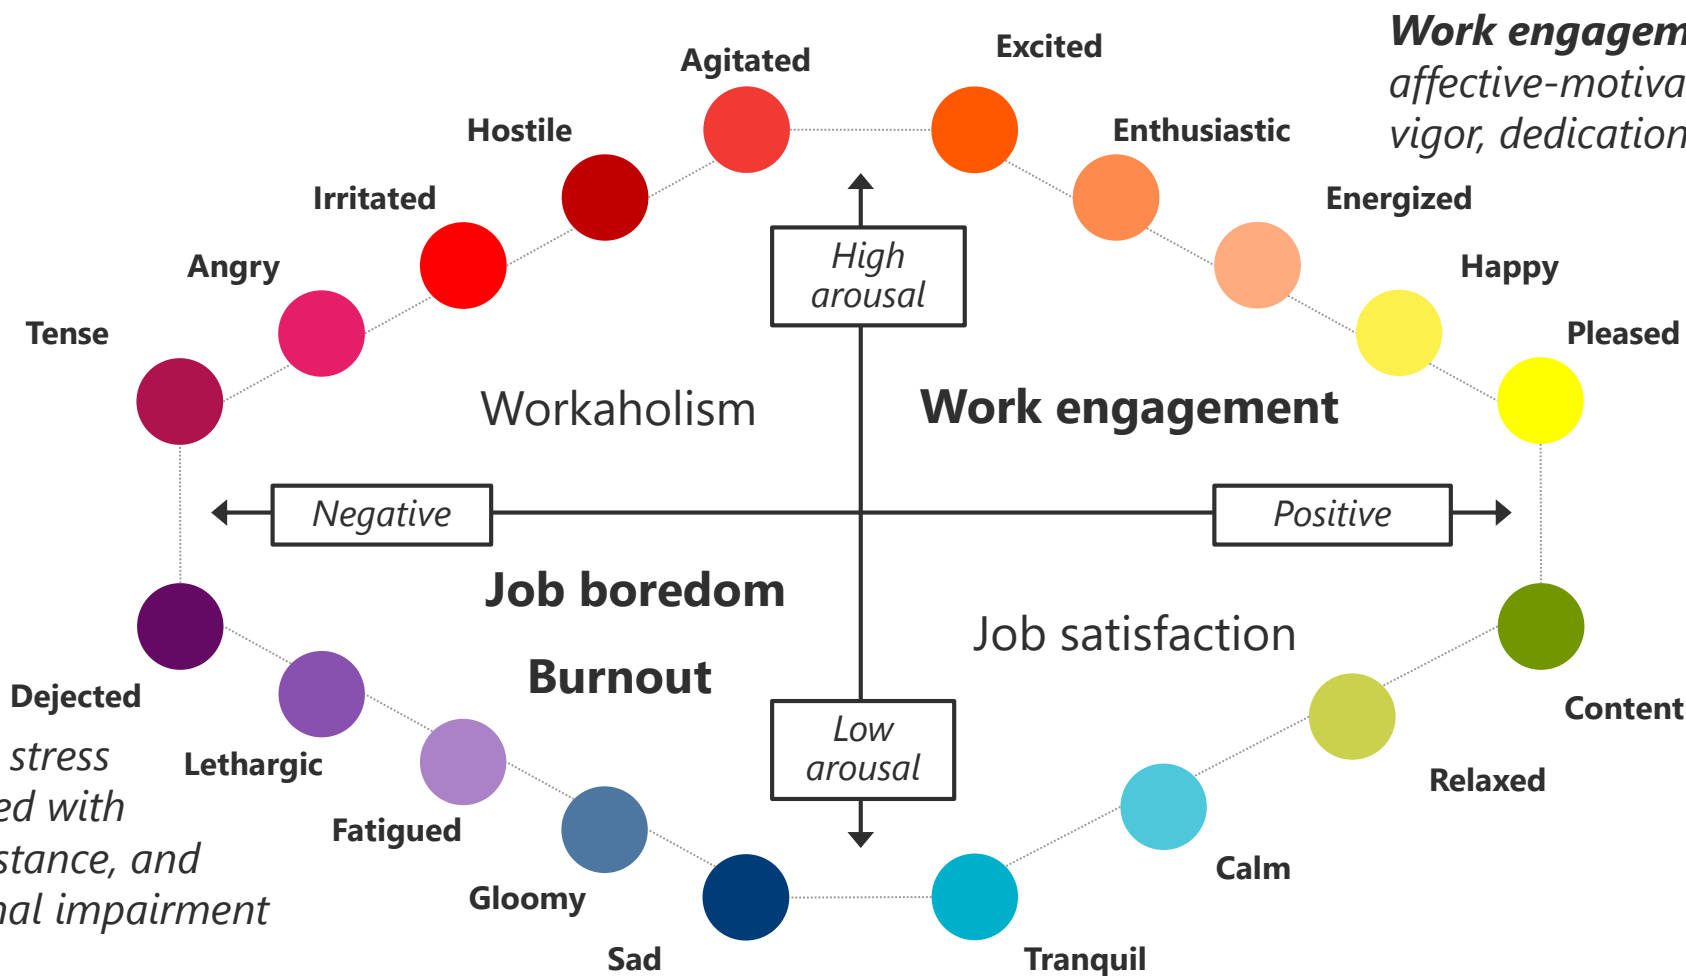 Work engagem
affective-motiva
vigor, dedication
Excited
Agitated
Enthusiastic
Hostile
Energized
Irritated
High
arousal
Angry
Happy
Tense
Pleased
Workaholism
Work engagement
Negative
Positive
Job boredom
Job satisfaction
Burnout
Dejected
Content
Low
arousal
stress
ed with
stance, and
nal impairment
Lethargic
Relaxed
Fatigued
Calm
Gloomy
Sad
Tranquil